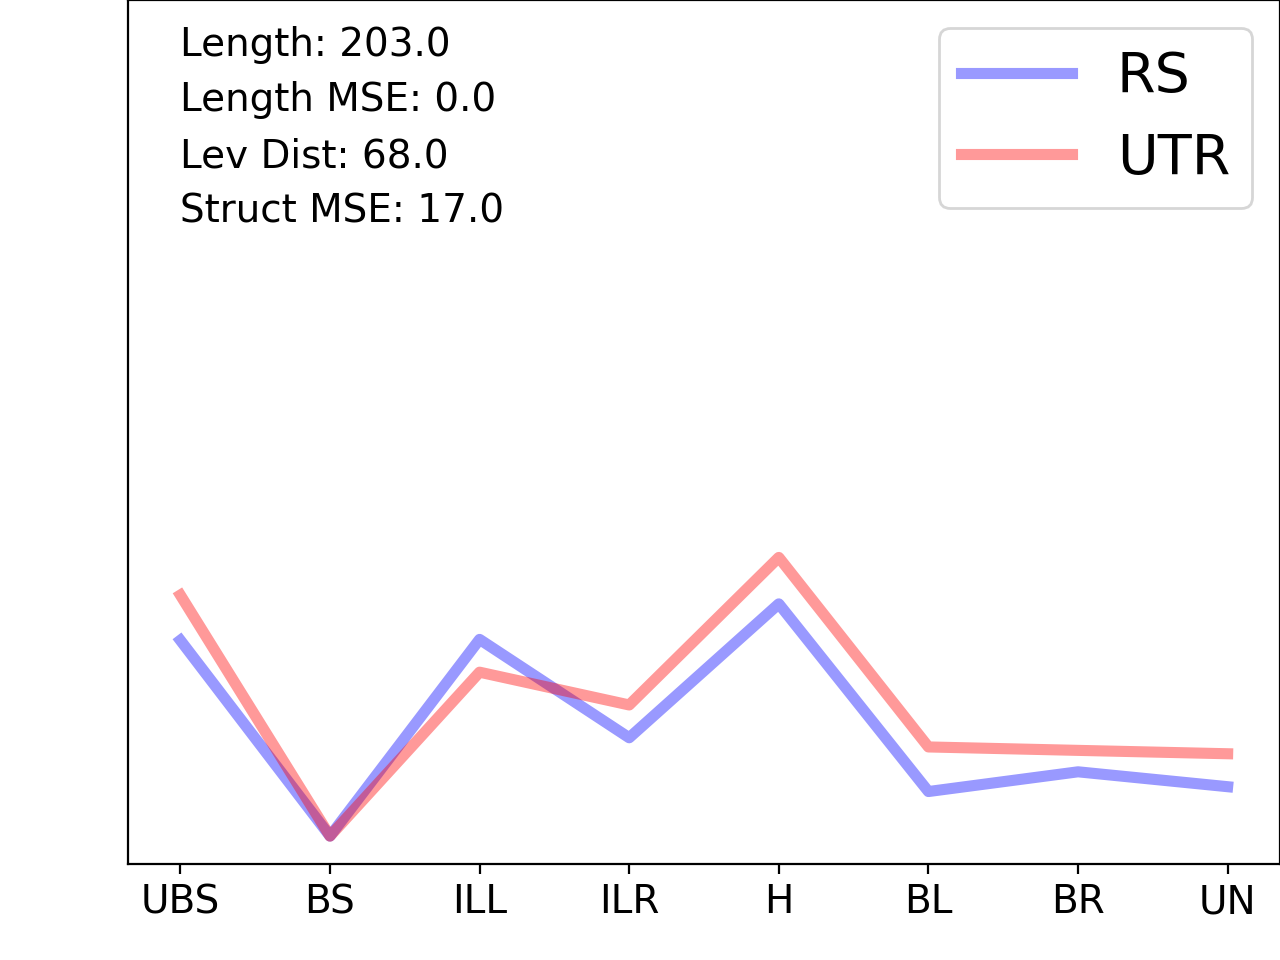 Length: 203.0
Length MSE: 0.0
Lev Dist: 68.0
Struct MSE: 17.0
RS
UTR
UBS BS ILL ILR H BL BR UN